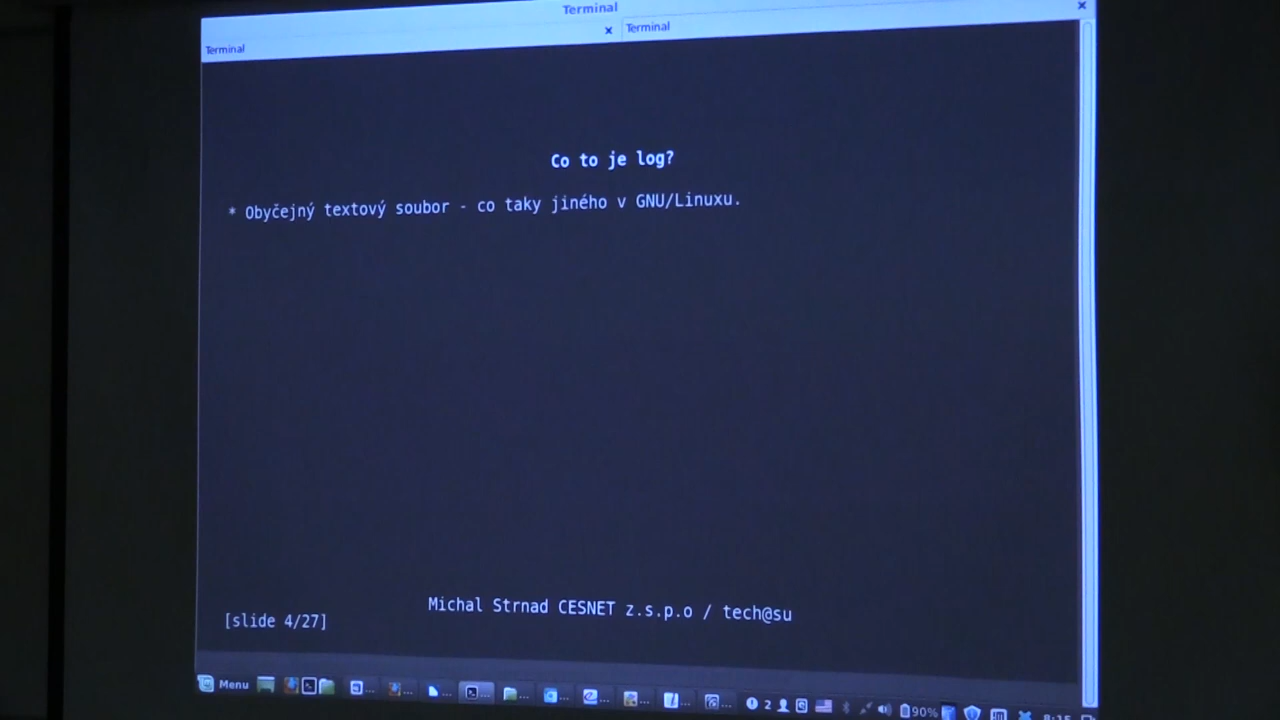 Terminal
Terminal
Terminal
Co to je log?
* Obyčejný textový soubor - co taky jiného v GNU/Linuxu.
Michal Strnad CESNET z.s.p.o / tech@su
[slide 4/27]
Menu
2
90%